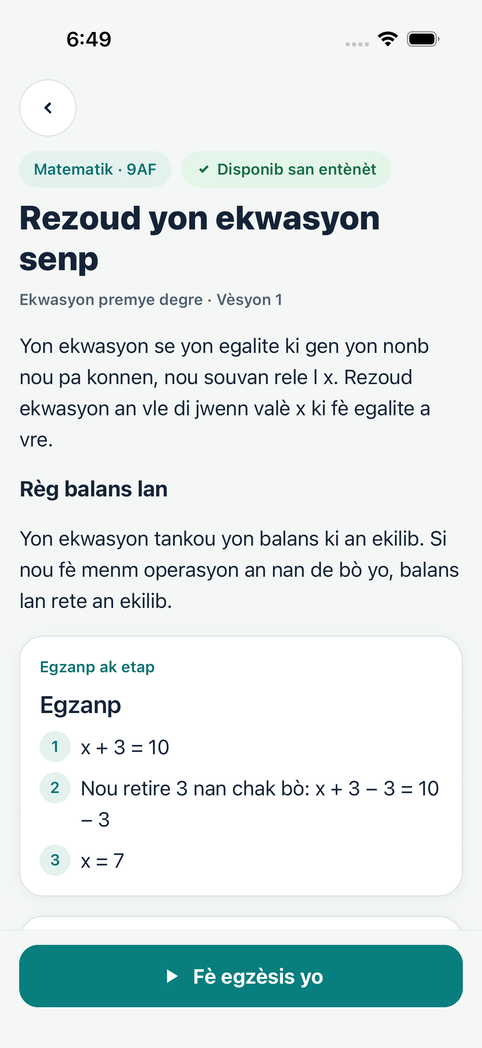 6:49
Matematik · 9AF
Disponib san entènèt
Rezoud yon ekwasyon
senp
Ekwasyon premye degre · Vèsyon 1
Yon ekwasyon se yon egalite ki gen yon nonb
nou pa konnen, nou souvan rele l x. Rezoud
ekwasyon an vle di jwenn valè x ki fè egalite a
vre.
Règ balans lan
Yon ekwasyon tankou yon balans ki an ekilib. Si
nou fè menm operasyon an nan de bò yo, balans
lan rete an ekilib.
Egzanp ak etap
Egzanp
1 x + 3 = 10
2 Nou retire 3 nan chak bò: x + 3 − 3 = 10
− 3
3 x = 7
Fè egzèsis yo